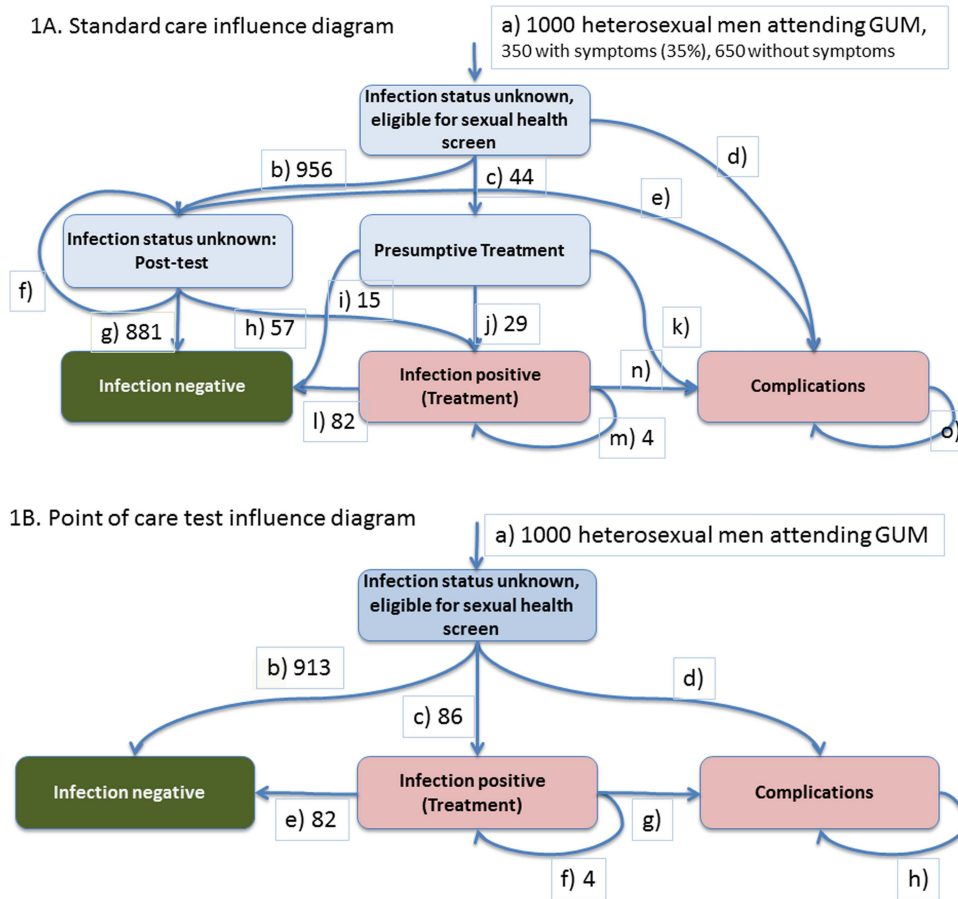 1A. Standard care influence diagram
a) 1000 heterosexual men attending GUM,
350 with symptoms (35%), 650 without symptoms
Infection status unknown,
eligible for sexual health
screen
d)
b) 956
c) 44
e)
Infection status unknown:
Post-test
Presumptive Treatment
f)
i) 15
g) 881
h) 57
j) 29
k)
Infection negative
Infection positive
(Treatment)
n)
Complications
l) 82
m) 4
o)
1B. Point of care test influence diagram
a) 1000 heterosexual men attending GUM
Infection status unknown,
eligible for sexual health
screen
b) 913
d)
c) 86
Infection negative
Infection positive
(Treatment)
Complications
e) 82
g)
f) 4
h)